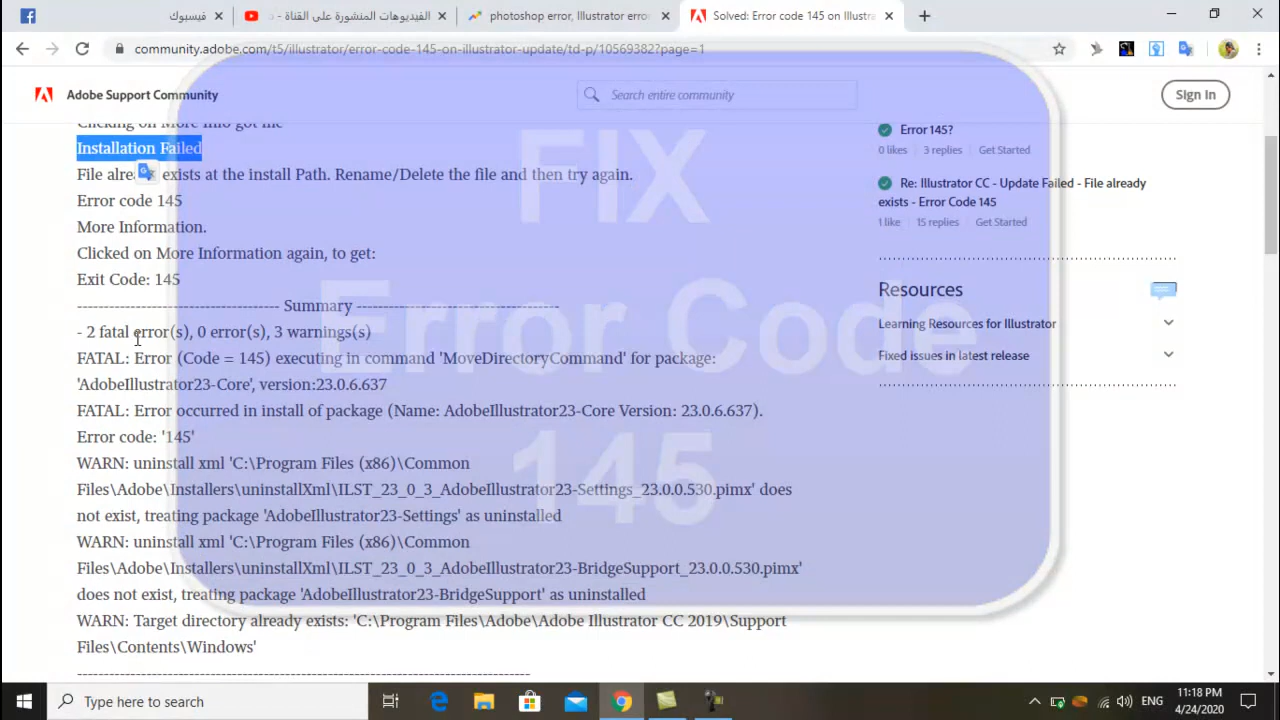 فيسبوك
الفيديوهات المنشورة على القناة - د
photoshop error, Illustrator error
Solved: Error code 145 on Illustra
community.adobe.com/t5/illustrator/error-code-145-on-illustrator-update/td-p/10569382?page=1
Adobe Support Community
Search entire community
Sign In
Clicking on More Info got me
Installation Failed
File already exists at the install Path. Rename/Delete the file and then try again.
Error code 145
More Information.
Clicked on More Information again, to get:
Exit Code: 145
-------------------------------------- Summary --------------------------------------
- 2 fatal error(s), 0 error(s), 3 warnings(s)
FATAL: Error (Code = 145) executing in command 'MoveDirectoryCommand' for package:
'AdobeIllustrator23-Core', version:23.0.6.637
FATAL: Error occurred in install of package (Name: AdobeIllustrator23-Core Version: 23.0.6.637).
Error code: '145'
WARN: uninstall xml 'C:\Program Files (x86)\Common
Files\Adobe\Installers\uninstallXml\ILST_23_0_3_AdobeIllustrator23-Settings_23.0.0.530.pimx' does
not exist, treating package 'AdobeIllustrator23-Settings' as uninstalled
WARN: uninstall xml 'C:\Program Files (x86)\Common
Files\Adobe\Installers\uninstallXml\ILST_23_0_3_AdobeIllustrator23-BridgeSupport_23.0.0.530.pimx'
does not exist, treating package 'AdobeIllustrator23-BridgeSupport' as uninstalled
WARN: Target directory already exists: 'C:\Program Files\Adobe\Adobe Illustrator CC 2019\Support
Files\Contents\Windows'
-------------------------------------------------------------------------------------
FIX
Error Code
145
Error 145?
0 likes | 3 replies | Get Started
Re: Illustrator CC - Update Failed - File already
exists - Error Code 145
1 like | 15 replies | Get Started
Resources
Learning Resources for Illustrator
Fixed issues in latest release
Type here to search
ENG
11:18 PM
4/24/2020